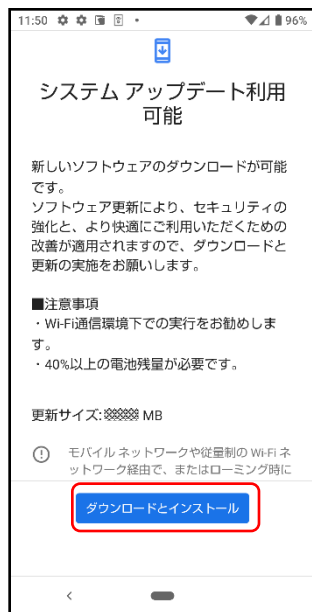 11:50
96%
システム アップデート利用
可能
新しいソフトウェアのダウンロードが可能
です。
ソフトウェア更新により、セキュリティの
強化と、より快適にご利用いただくための
改善が適用されますので、ダウンロードと
更新の実施をお願いします。
■注意事項
・Wi-Fi通信環境下での実行をお勧めしま
す。
・40%以上の電池残量が必要です。
更新サイズ: MB
モバイル ネットワークや従量制の Wi-Fi ネ
ットワーク経由で、またはローミング時に
ダウンロードとインストール